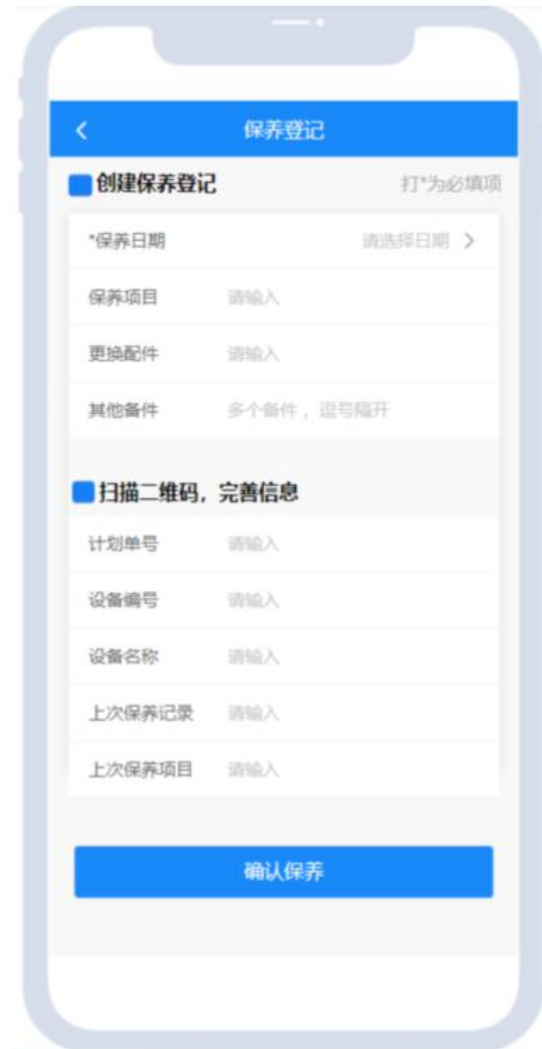 保养登记
创建保养登记 打*为必填项
*保养日期 请选择日期
保养项目 请输入
更换配件 请输入
其他备件 多个备件，逗号隔开
扫描二维码，完善信息
计划单号 请输入
设备编号 请输入
设备名称 请输入
上次保养记录 请输入
上次保养项目 请输入
确认保养